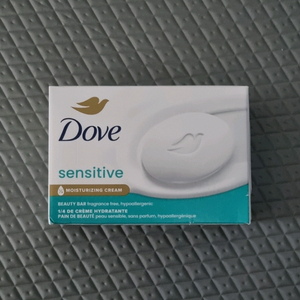 Dove
sensitive
MOISTURIZING CREAM
BEAUTY BAR fragrance free, hypoallergenic
1/4 DE CRÈME HYDRATANTE
PAIN DE BEAUTÉ peau sensible, sans parfum, hypoallergénique